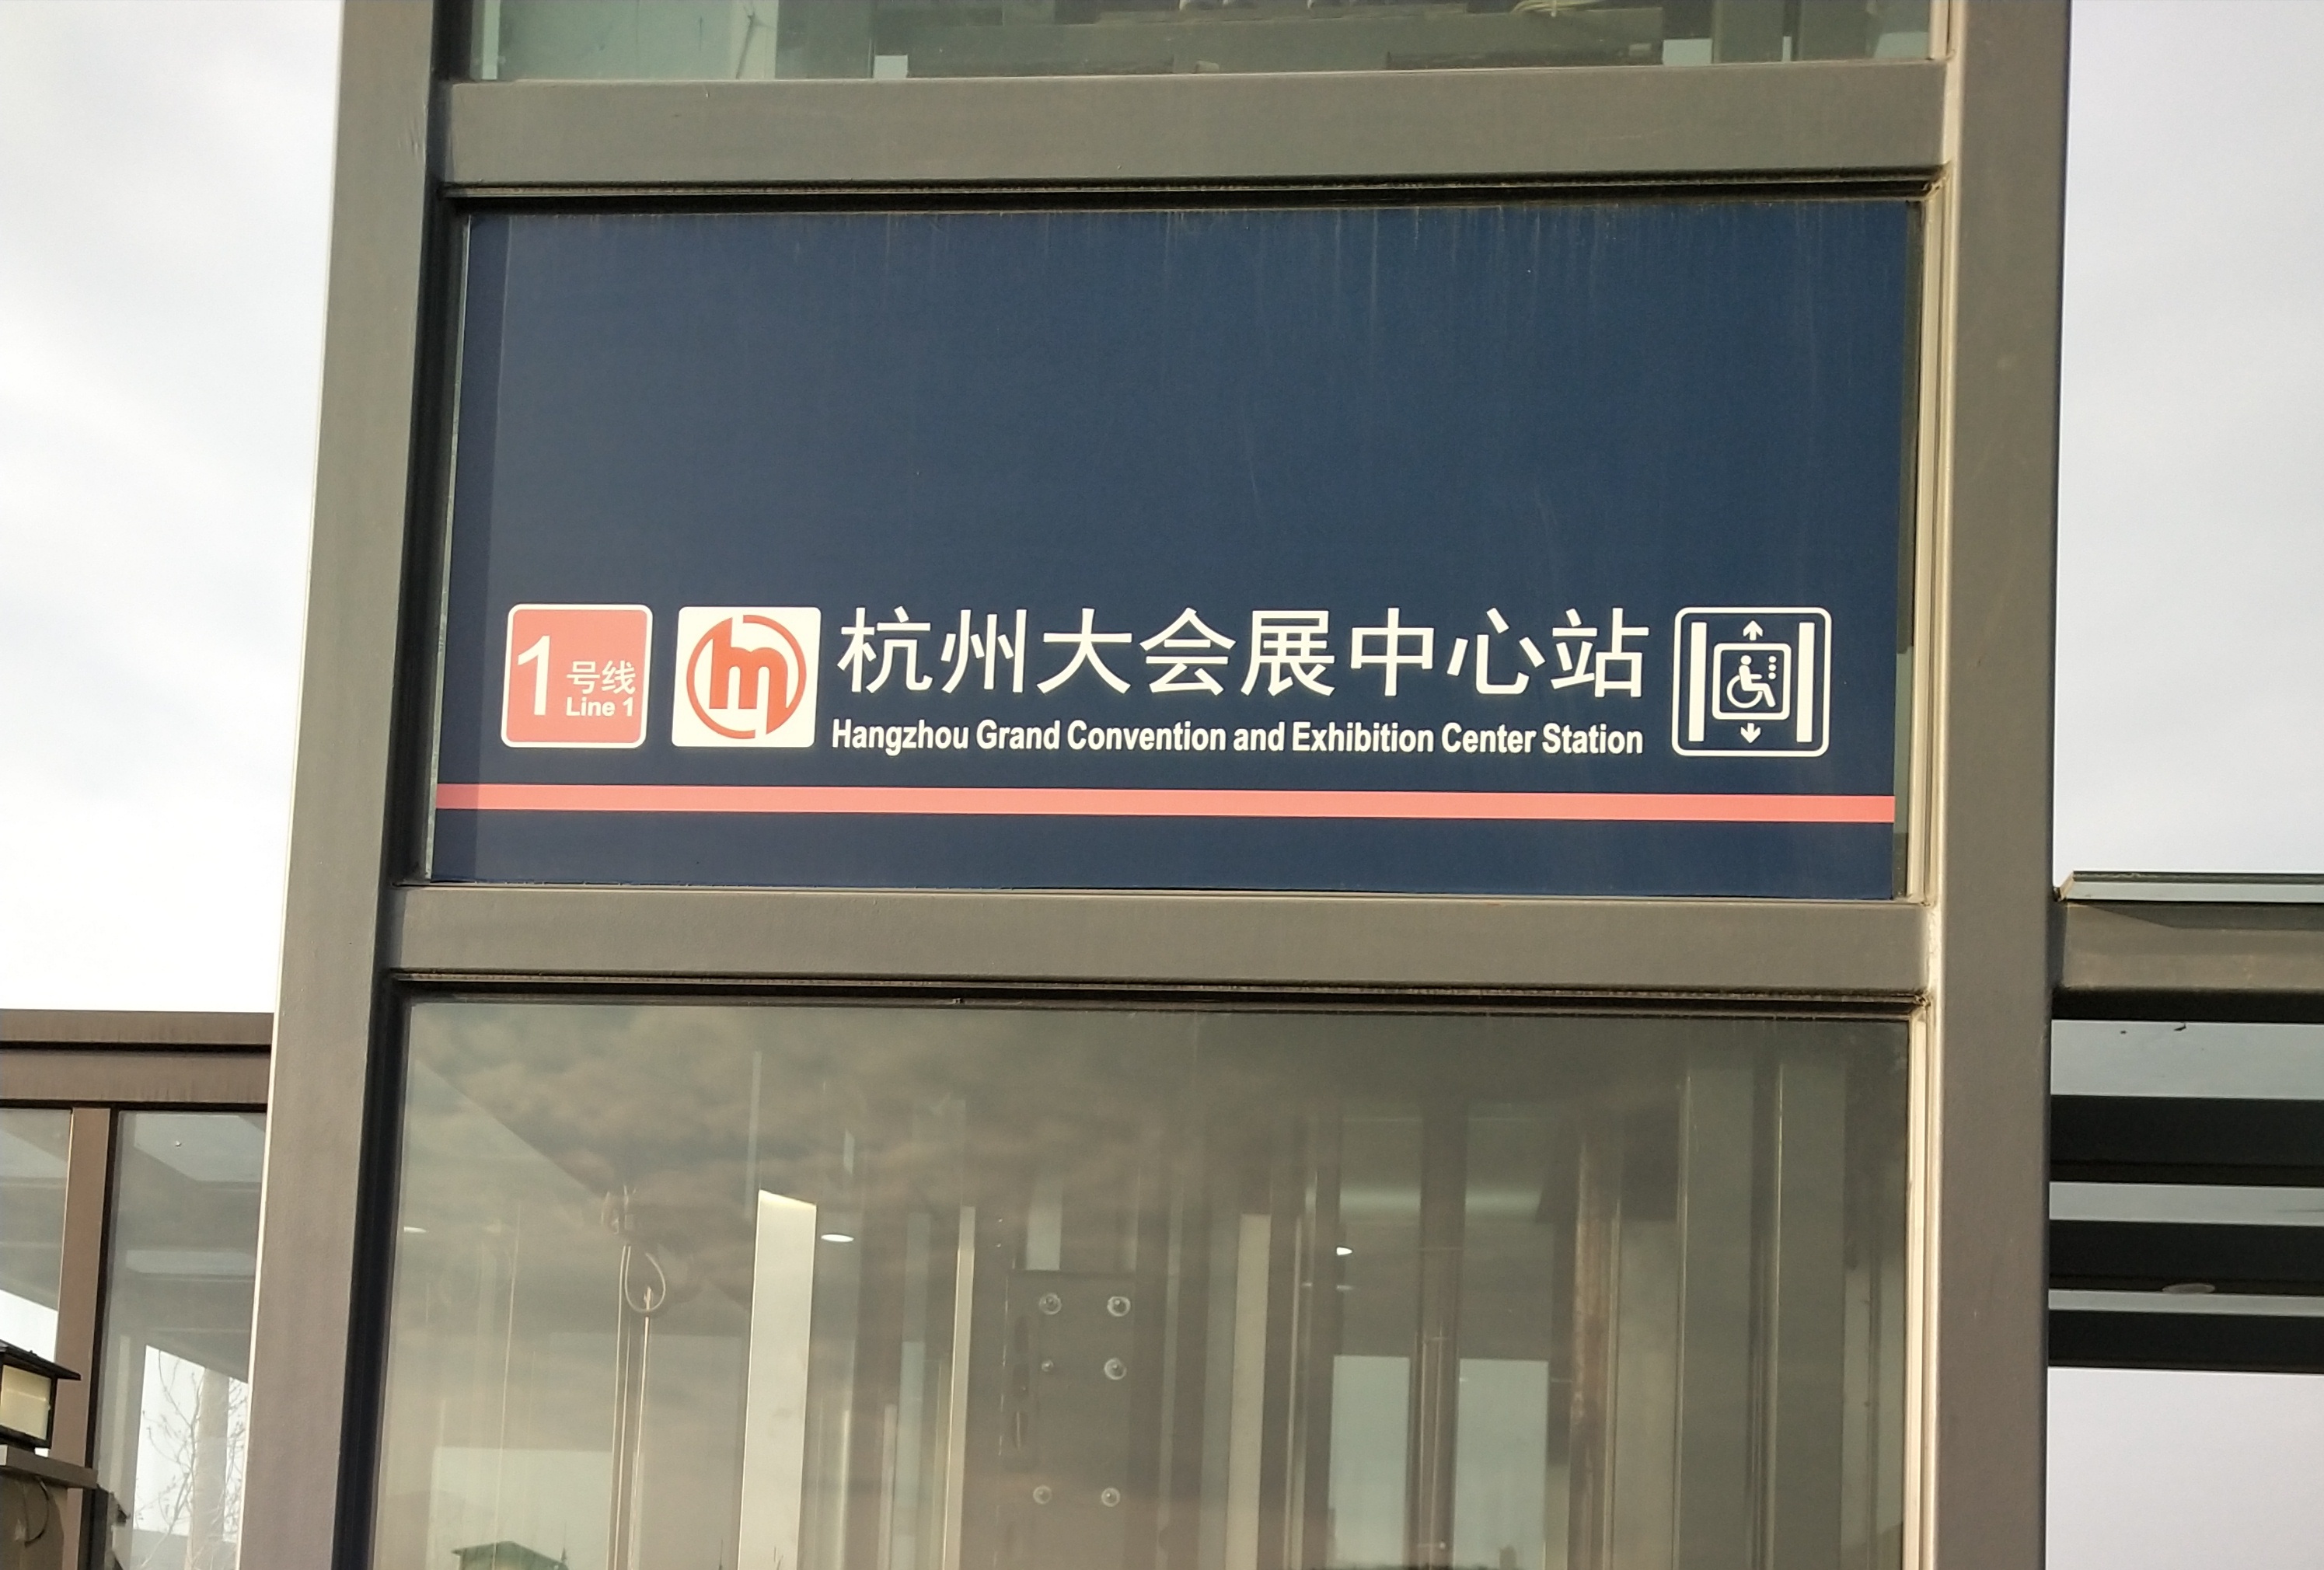 1号线
Line 1
杭州大会展中心站
Hangzhou Grand Convention and Exhibition Center Station